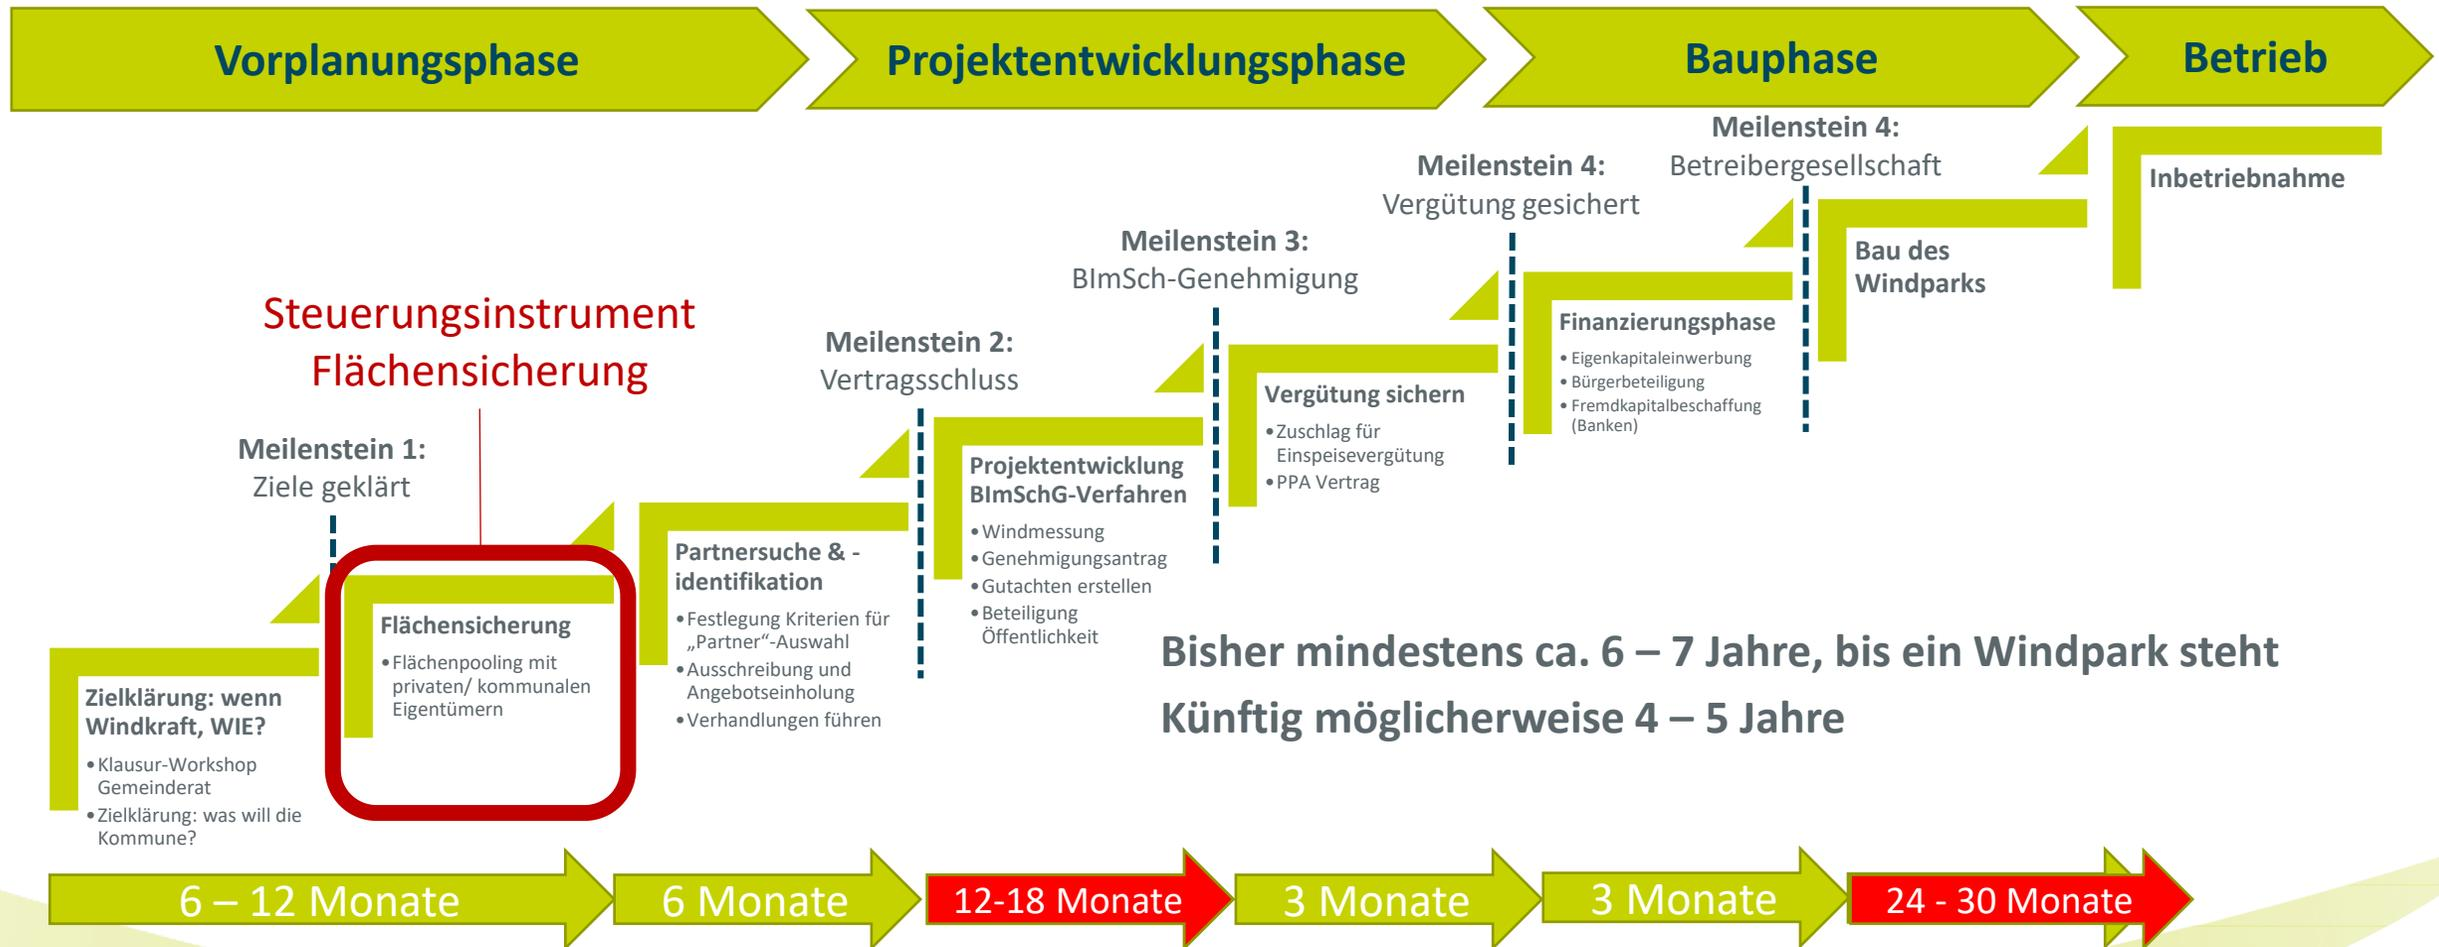 Vorplanungsphase
Projektentwicklungsphase
Bauphase
Betrieb
Steuerungsinstrument
Flächensicherung
Meilenstein 1:
Ziele geklärt
Meilenstein 2:
Vertragsschluss
Meilenstein 3:
BImSch-Genehmigung
Meilenstein 4:
Vergütung gesichert
Meilenstein 4:
Betreibergesellschaft
Zielklärung: wenn
Windkraft, WIE?
•Klausur-Workshop
Gemeinderat
•Zielklärung: was will die
Kommune?
Flächensicherung
•Flächenpooling mit
privaten/ kommunalen
Eigentümern
Partnersuche & -
identifikation
•Festlegung Kriterien für
„Partner“-Auswahl
•Ausschreibung und
Angebotseinholung
•Verhandlungen führen
Projektentwicklung
BImSchG-Verfahren
•Windmessung
•Genehmigungsantrag
•Gutachten erstellen
•Beteiligung
Öffentlichkeit
Vergütung sichern
•Zuschlag für
Einspeisevergütung
•PPA Vertrag
Finanzierungsphase
•Eigenkapitaleinwerbung
•Bürgerbeteiligung
•Fremdkapitalbeschaffung
(Banken)
Bau des
Windparks
Inbetriebnahme
Bisher mindestens ca. 6 – 7 Jahre, bis ein Windpark steht
Künftig möglicherweise 4 – 5 Jahre
6 – 12 Monate
6 Monate
12-18 Monate
3 Monate
3 Monate
24 - 30 Monate